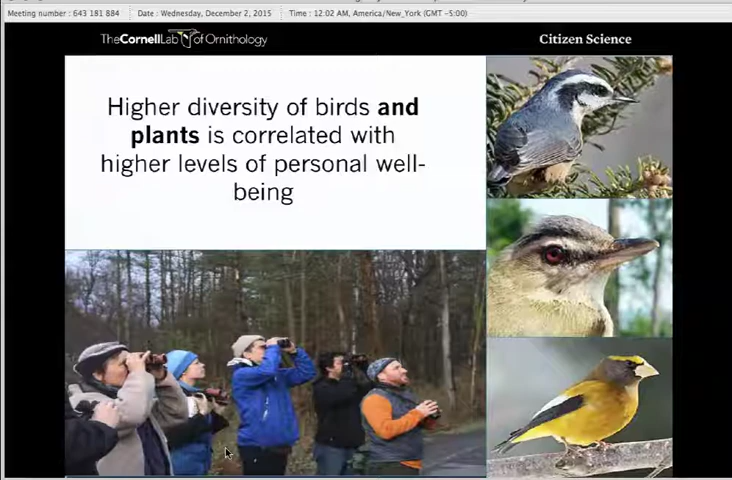 Meeting number: 643 181 884 Date: Wednesday, December 2, 2015 Time: 12:02 AM, America/New_York (GMT -5:00)
TheCornellLab of Ornithology Citizen Science
Higher diversity of birds and
plants is correlated with
higher levels of personal well-
being